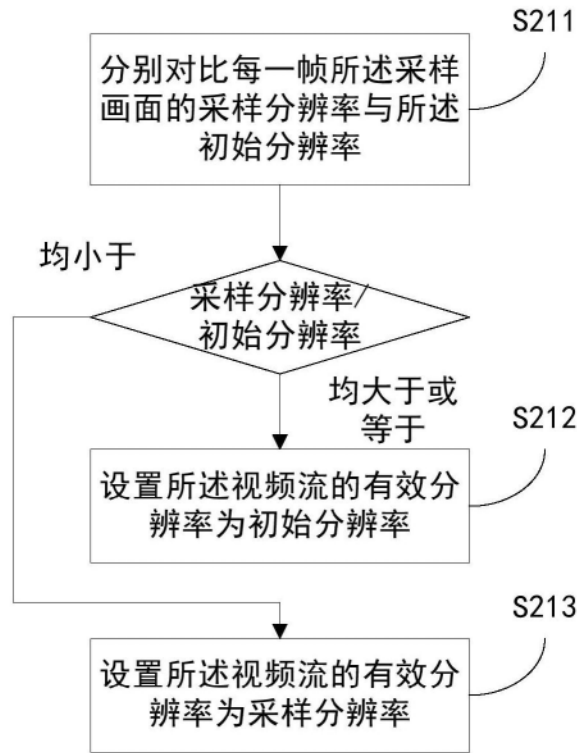 S211
分别对比每一帧所述采样
画面的采样分辨率与所述
初始分辨率
均小于
采样分辨率/
初始分辨率
均大于或
等于
S212
设置所述视频流的有效分
辨率为初始分辨率
S213
设置所述视频流的有效分
辨率为采样分辨率